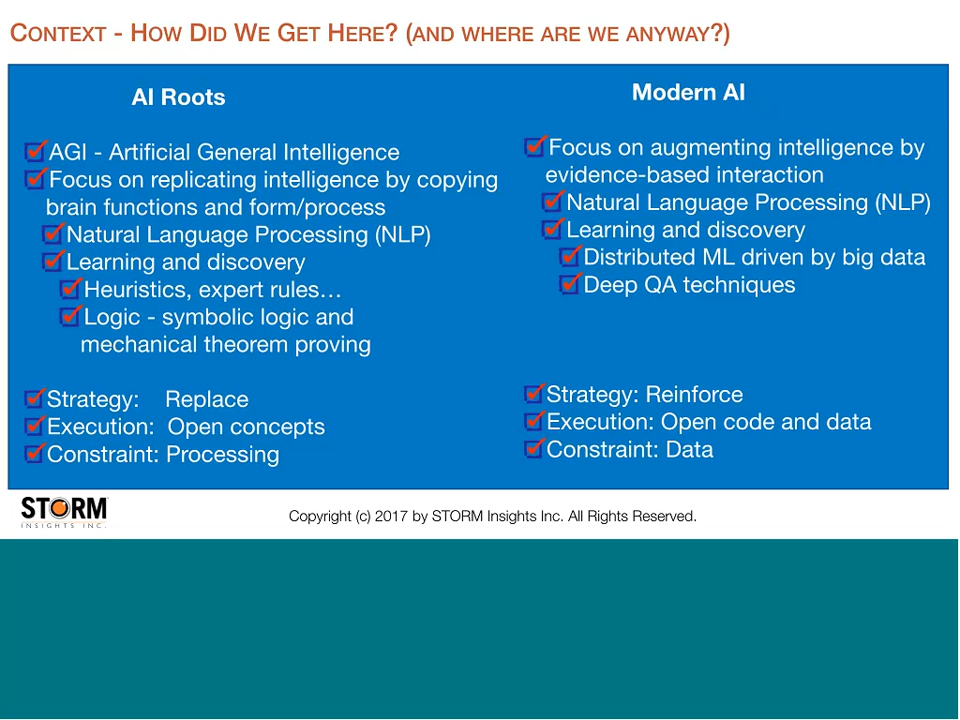 CONTEXT - HOW DID WE GET HERE? (AND WHERE ARE WE ANYWAY?)
AI Roots
AGI - Artificial General Intelligence
Focus on replicating intelligence by copying
brain functions and form/process
Natural Language Processing (NLP)
Learning and discovery
Heuristics, expert rules...
Logic - symbolic logic and
mechanical theorem proving
Strategy: Replace
Execution: Open concepts
Constraint: Processing
Modern AI
Focus on augmenting intelligence by
evidence-based interaction
Natural Language Processing (NLP)
Learning and discovery
Distributed ML driven by big data
Deep QA techniques
Strategy: Reinforce
Execution: Open code and data
Constraint: Data
STORM
INSIGHTS INC.
Copyright (c) 2017 by STORM Insights Inc. All Rights Reserved.